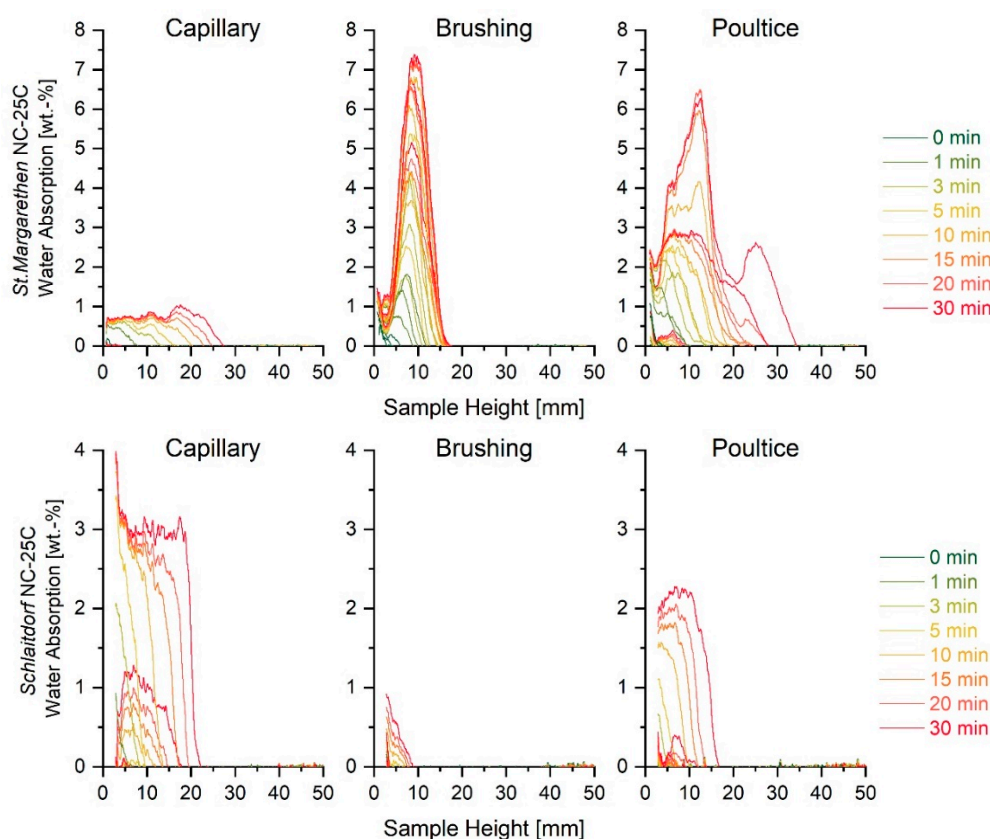 Capillary
Brushing
Poultice
8
7
6
5
4
3
2
1
0
8
7
6
5
4
3
2
1
0
8
7
6
5
4
3
2
1
0
St.Margarethen NC-25C
Water Absorption [wt.-%]
0 min
1 min
3 min
5 min
10 min
15 min
20 min
30 min
0 10 20 30 40 50
0 10 20 30 40 50
0 10 20 30 40 50
Sample Height [mm]
Capillary
Brushing
Poultice
4
3
2
1
0
4
3
2
1
0
4
3
2
1
0
Schlaitdorf NC-25C
Water Absorption [wt.-%]
0 min
1 min
3 min
5 min
10 min
15 min
20 min
30 min
0 10 20 30 40 50
0 10 20 30 40 50
0 10 20 30 40 50
Sample Height [mm]